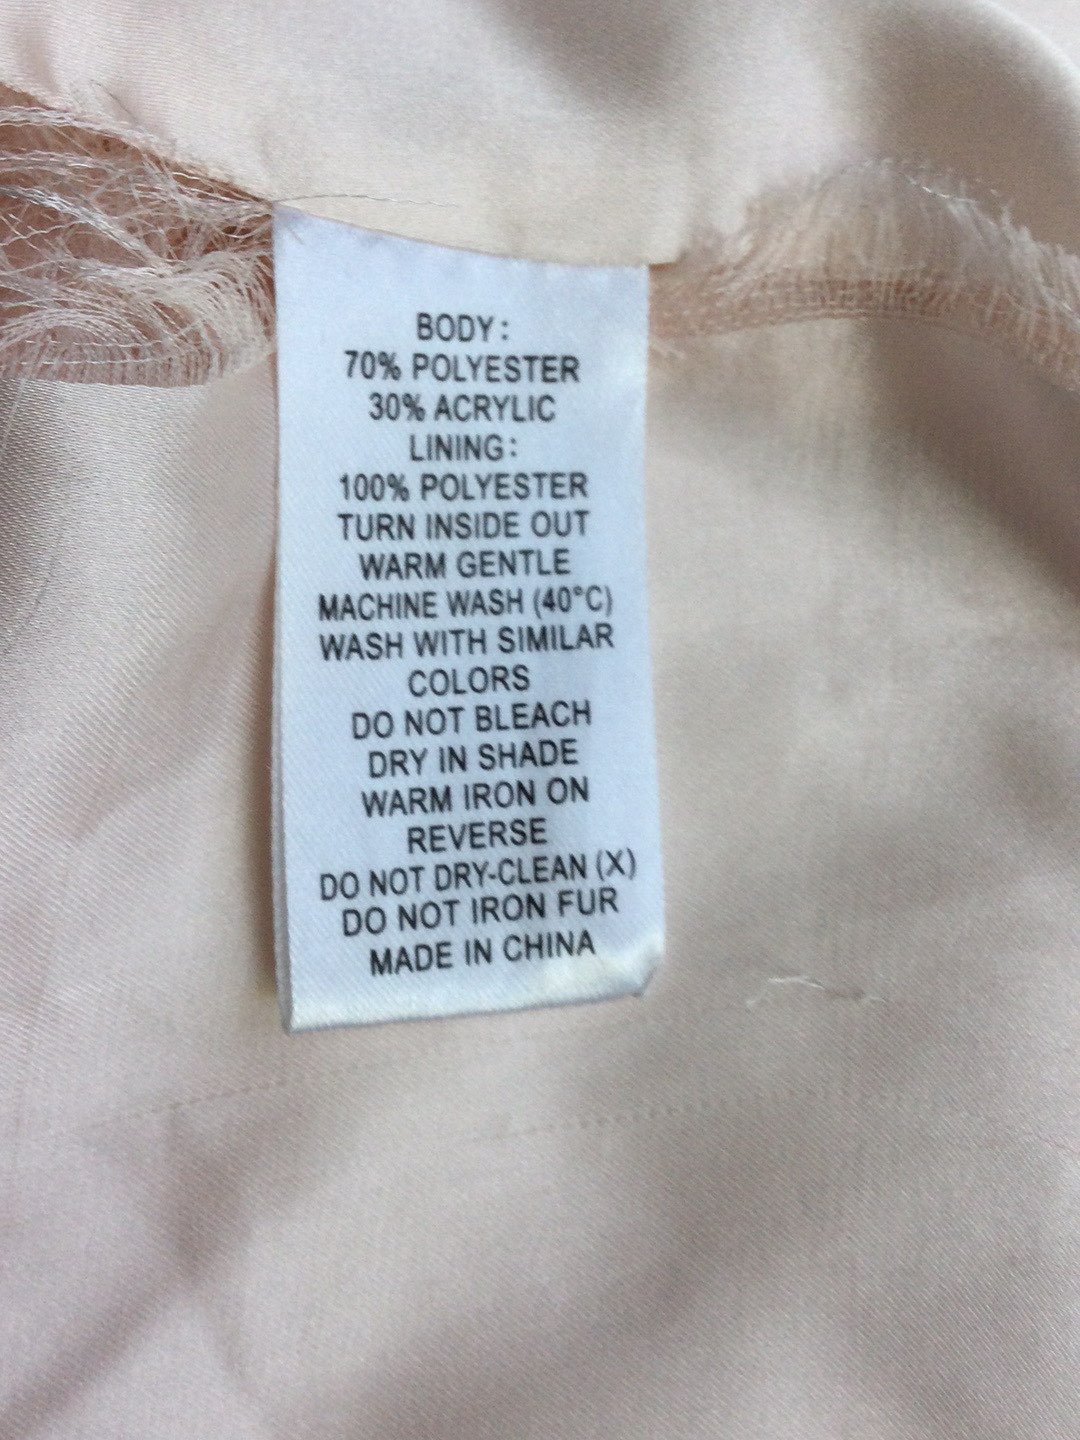 BODY:
70% POLYESTER
30% ACRYLIC
LINING:
100% POLYESTER
TURN INSIDE OUT
WARM GENTLE
MACHINE WASH (40°C)
WASH WITH SIMILAR
COLORS
DO NOT BLEACH
DRY IN SHADE
WARM IRON ON
REVERSE
DO NOT DRY-CLEAN (X)
DO NOT IRON FUR
MADE IN CHINA